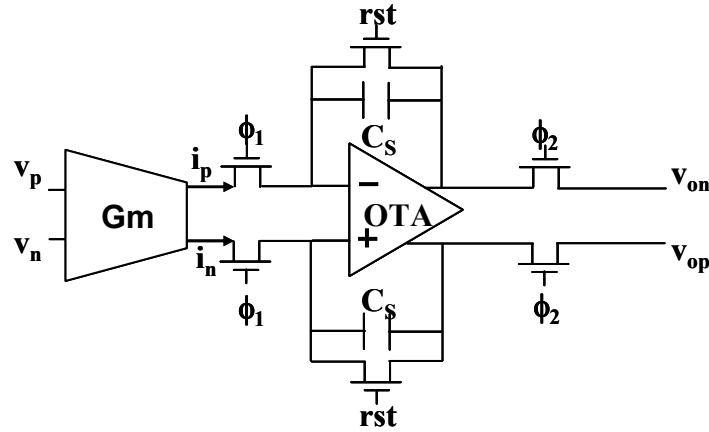 rst
C_S
ϕ_1
ϕ_2
v_p
i_p
v_on
Gm
− OTA
+
v_n
i_n
v_op
ϕ_1
C_S
ϕ_2
rst